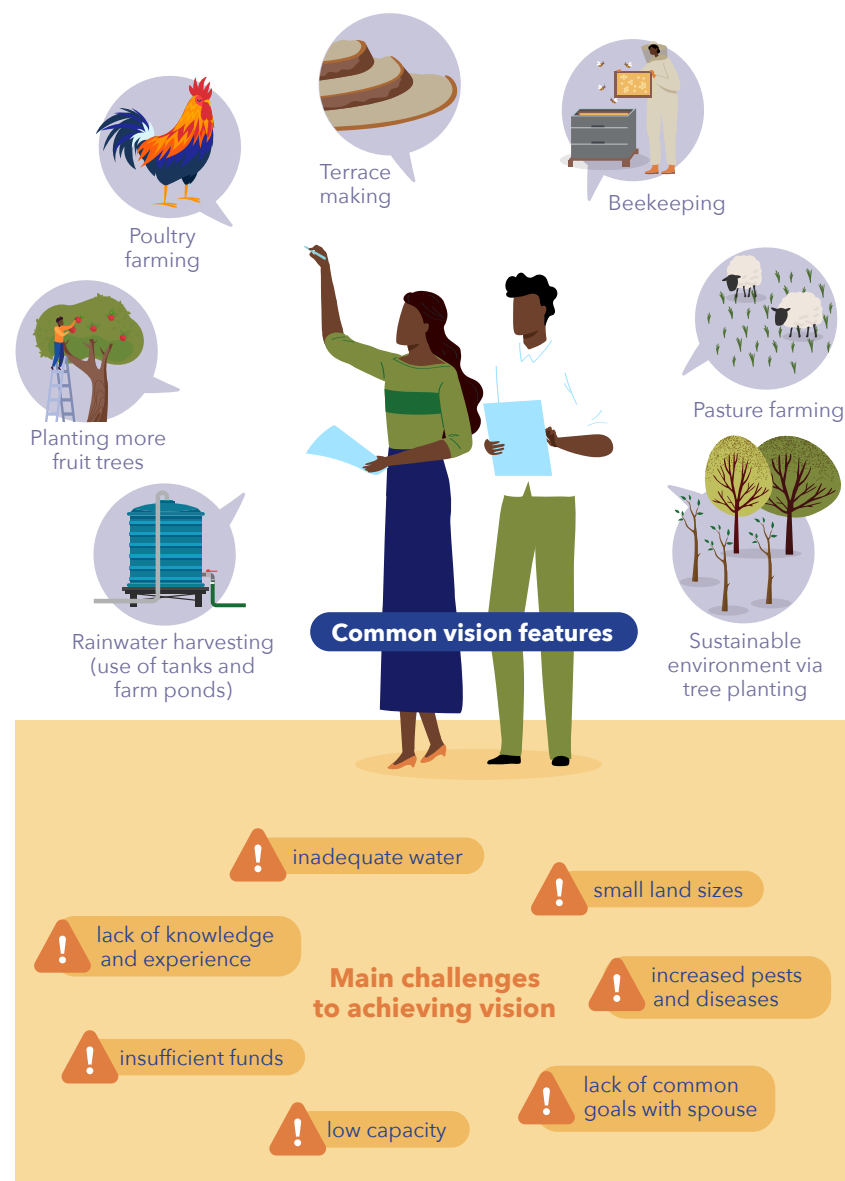 Terrace
making
Beekeeping
Poultry
farming
Pasture farming
Planting more
fruit trees
Rainwater harvesting
(use of tanks and
farm ponds)
Common vision features
Sustainable
environment via
tree planting
inadequate water
small land sizes
lack of knowledge
and experience
Main challenges
to achieving vision
increased pests
and diseases
insufficient funds
lack of common
goals with spouse
low capacity